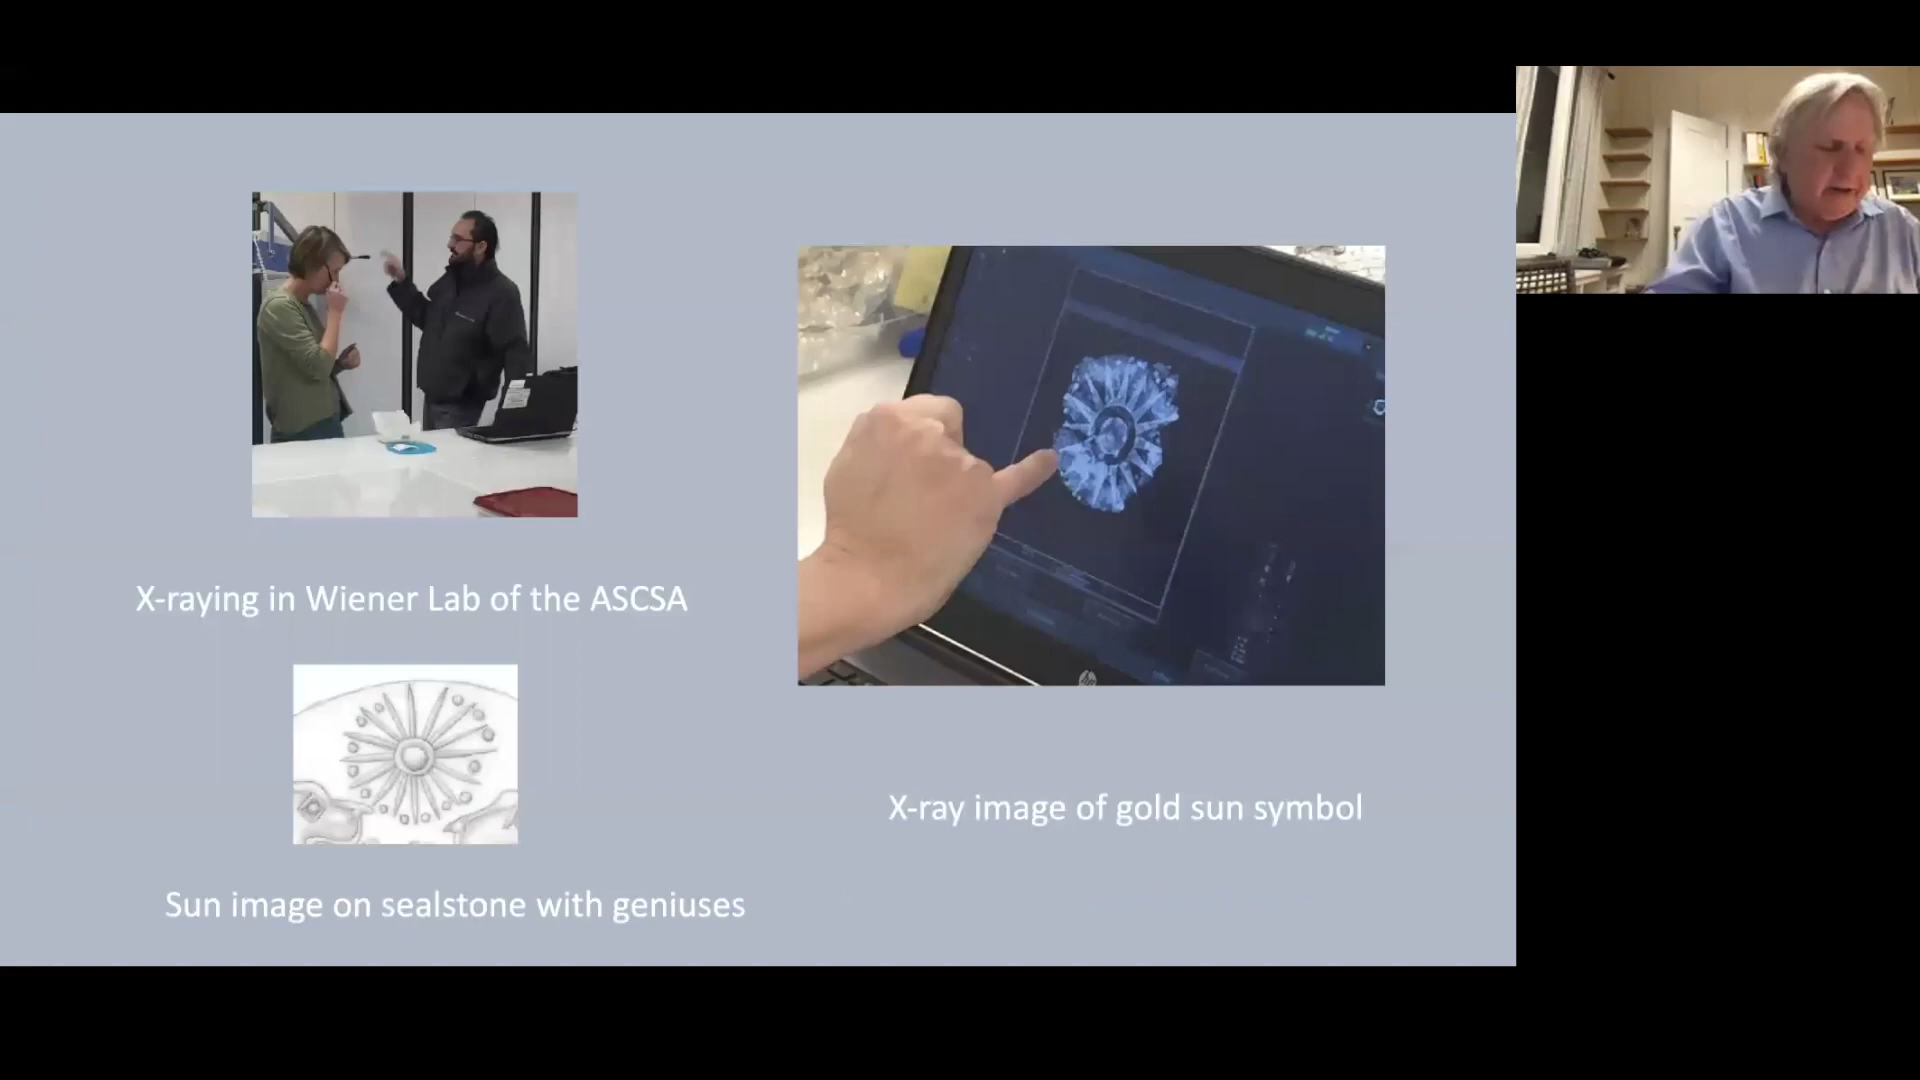 X-raying in Wiener Lab of the ASCSA
Sun image on sealstone with geniuses
X-ray image of gold sun symbol
hp